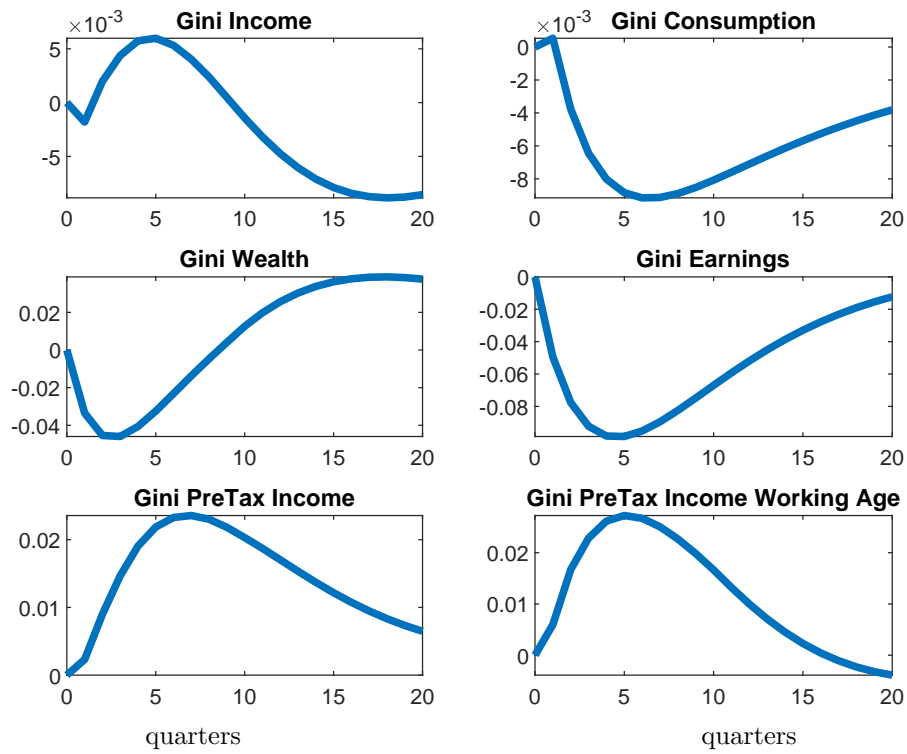 ×10⁻³ Gini Income
5
0
-5
0 5 10 15 20
×10⁻³ Gini Consumption
0
-2
-4
-6
-8
0 5 10 15 20
Gini Wealth
0.02
0
-0.02
-0.04
0 5 10 15 20
Gini Earnings
0
-0.02
-0.04
-0.06
-0.08
0 5 10 15 20
Gini PreTax Income
0.02
0.01
0
0 5 10 15 20
quarters
Gini PreTax Income Working Age
0.02
0.01
0
0 5 10 15 20
quarters